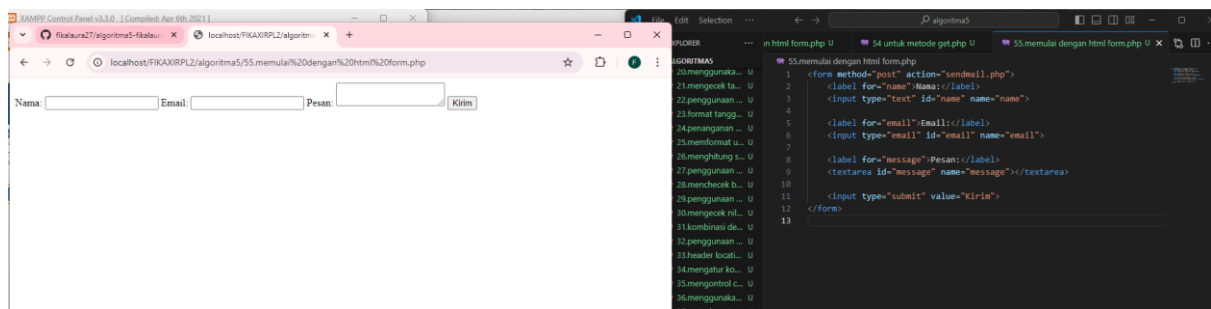 XAMPP Control Panel v3.3.0 [ Compiled: Apr 6th 2021 ]
fikalaura27/algoritma5-fikalaur
localhost/FIKAXIRPL2/algoritm
localhost/FIKAXIRPL2/algoritma5/55.memulai%20dengan%20html%20form.php
F
Nama:
Email:
Pesan:
Kirim
File Edit Selection ...
algoritma5
EXPLORER ...
n html form.php U
54 untuk metode get.php U
55.memulai dengan html form.php U
LGORITMA5
20.menggunaka... U
21.mengecek ta... U
22.penggunaan ... U
23.format tangg... U
24.penanganan ... U
25.memformat u... U
26.menghitung s... U
27.penggunaan ... U
28.menchecek b... U
29.penggunaan ... U
30.mengecek nil... U
31.kombinasi de... U
32.penggunaan ... U
33.header locati... U
34.mengatur ko... U
35.mengontrol c... U
36.menggunaka... U
55.memulai dengan html form.php
1 <form method="post" action="sendmail.php">
2 <label for="name">Nama:</label>
3 <input type="text" id="name" name="name">
4
5 <label for="email">Email:</label>
6 <input type="email" id="email" name="email">
7
8 <label for="message">Pesan:</label>
9 <textarea id="message" name="message"></textarea>
10
11 <input type="submit" value="Kirim">
12 </form>
13